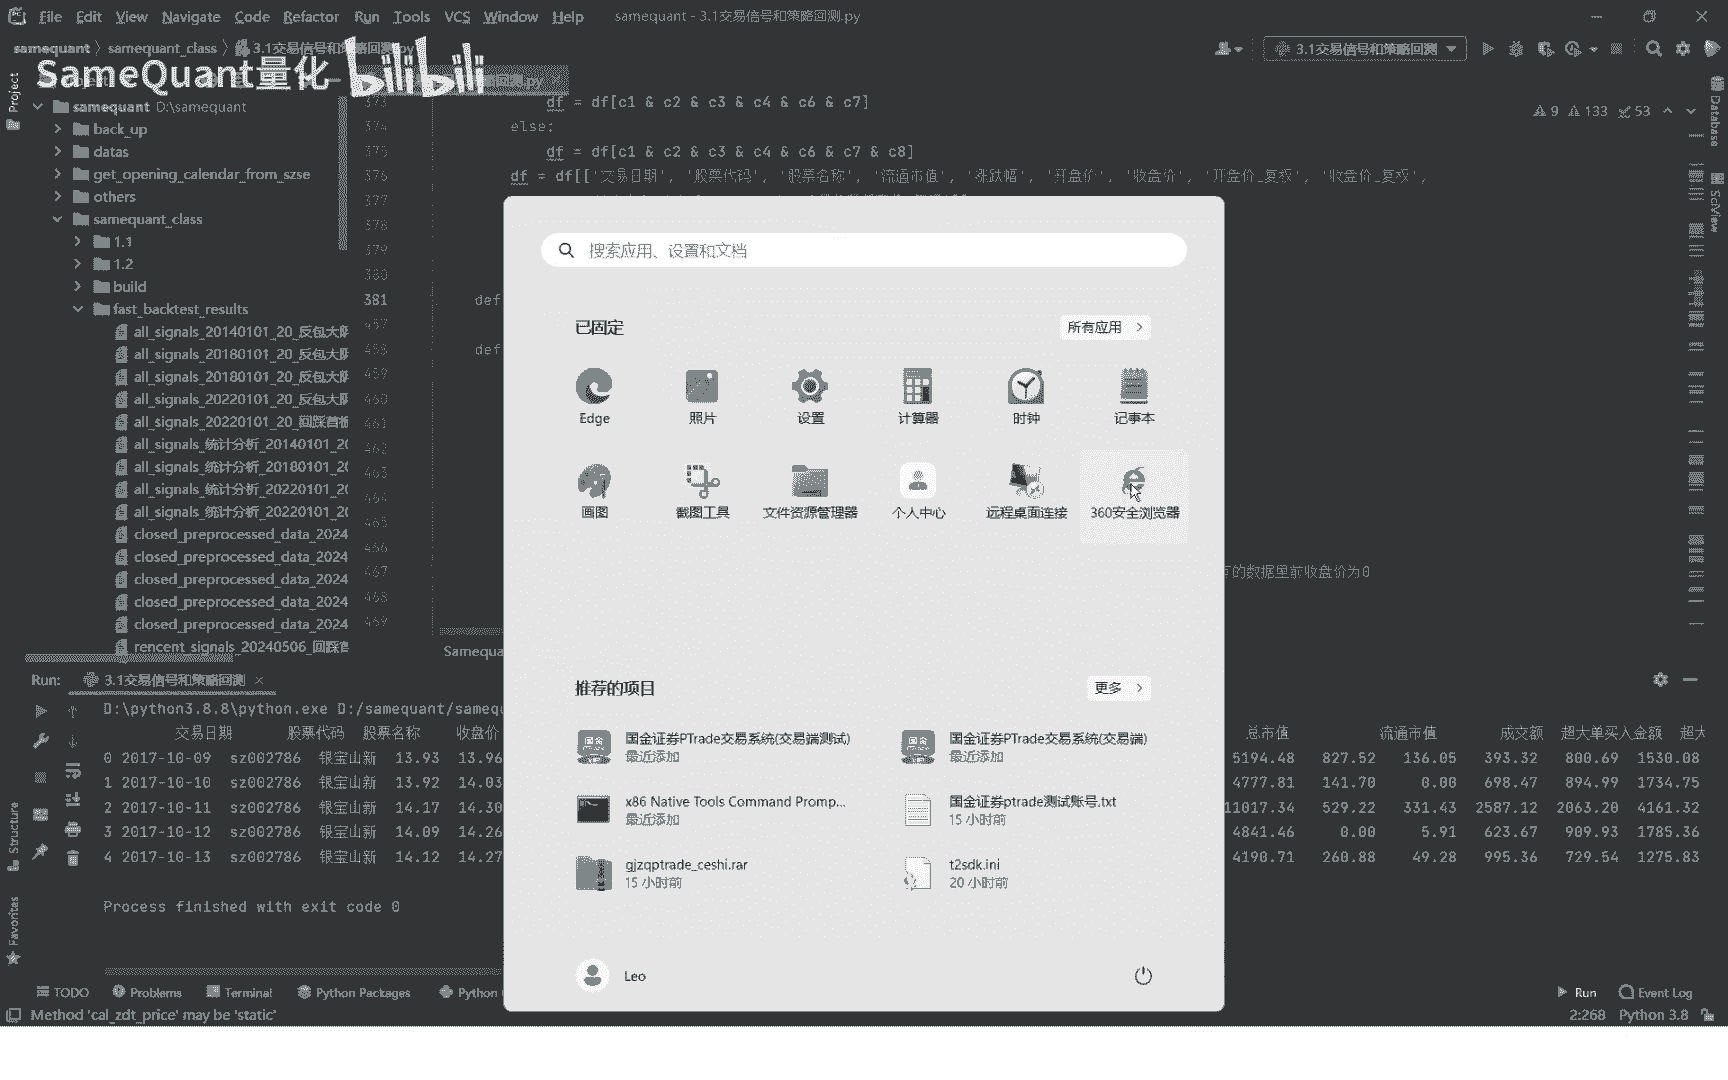 File Edit View Navigate Code Refactor Run Tools VCS Window Help samequant - 3.1交易信号和策略回测.py
samequant samequant_class 3.1交易信号和策略回测.py
3.1交易信号和策略回测
SameQuant量化 bilibili
Project
samequant D:\samequant
back_up
datas
get_opening_calendar_from_szse
others
samequant_class
1.1
1.2
build
fast_backtest_results
all_signals_20140101_20_反包大阴
all_signals_20180101_20_反包大阴
all_signals_20180101_20_反包大阴
all_signals_20220101_20_反包大阴
all_signals_20220101_20_回踩首板
all_signals_统计分析_20140101_20
all_signals_统计分析_20180101_20
all_signals_统计分析_20220101_20
all_signals_统计分析_20220101_20
closed_preprocessed_data_2024
closed_preprocessed_data_2024
closed_preprocessed_data_2024
closed_preprocessed_data_2024
closed_preprocessed_data_2024
rencent_signals_20240506_回踩首
373 df = df[c1 & c2 & c3 & c4 & c6 & c7]
374 else:
375 df = df[c1 & c2 & c3 & c4 & c6 & c7 & c8]
376 df = df[['交易日期', '股票代码', '股票名称', '流通市值', '涨跌幅', '开盘价', '收盘价', '开盘价_复权', '收盘价_复权',
377
378
379
380
381 def
457
458 def
459
460
461
462
463
464
465
466
467 的数据里前收盘价为0
468
469
9 133 53
Database
SciView
搜索应用、设置和文档
已固定 所有应用
Edge 照片 设置 计算器 时钟 记事本
画图 截图工具 文件资源管理器 个人中心 远程桌面连接 360安全浏览器
推荐的项目 更多
国金证券PTrade交易系统(交易端测试)
最近添加
国金证券PTrade交易系统(交易端)
最近添加
x86 Native Tools Command Promp...
最近添加
国金证券ptrade测试账号.txt
15 小时前
gjzqptrade_ceshi.rar
15 小时前
t2sdk.ini
20 小时前
Leo
Samequa
Run: 3.1交易信号和策略回测
D:\python3.8.8\python.exe D:/samequant/samequ
交易日期 股票代码 股票名称 收盘价 总市值 流通市值 成交额 超大单买入金额 超大
0 2017-10-09 sz002786 银宝山新 13.93 13.96 5194.48 827.52 136.05 393.32 800.69 1530.08
1 2017-10-10 sz002786 银宝山新 13.92 14.03 4777.81 141.70 0.00 698.47 894.99 1734.75
2 2017-10-11 sz002786 银宝山新 14.17 14.30 11017.34 529.22 331.43 2587.12 2063.20 4161.32
3 2017-10-12 sz002786 银宝山新 14.09 14.26 4841.46 0.00 5.91 623.67 909.93 1785.36
4 2017-10-13 sz002786 银宝山新 14.12 14.27 4190.71 260.88 49.28 995.36 729.54 1275.83
Process finished with exit code 0
Structure
Favorites
TODO Problems Terminal Python Packages Python Run Event Log
Method 'cal_zdt_price' may be 'static' 2:268 Python 3.8